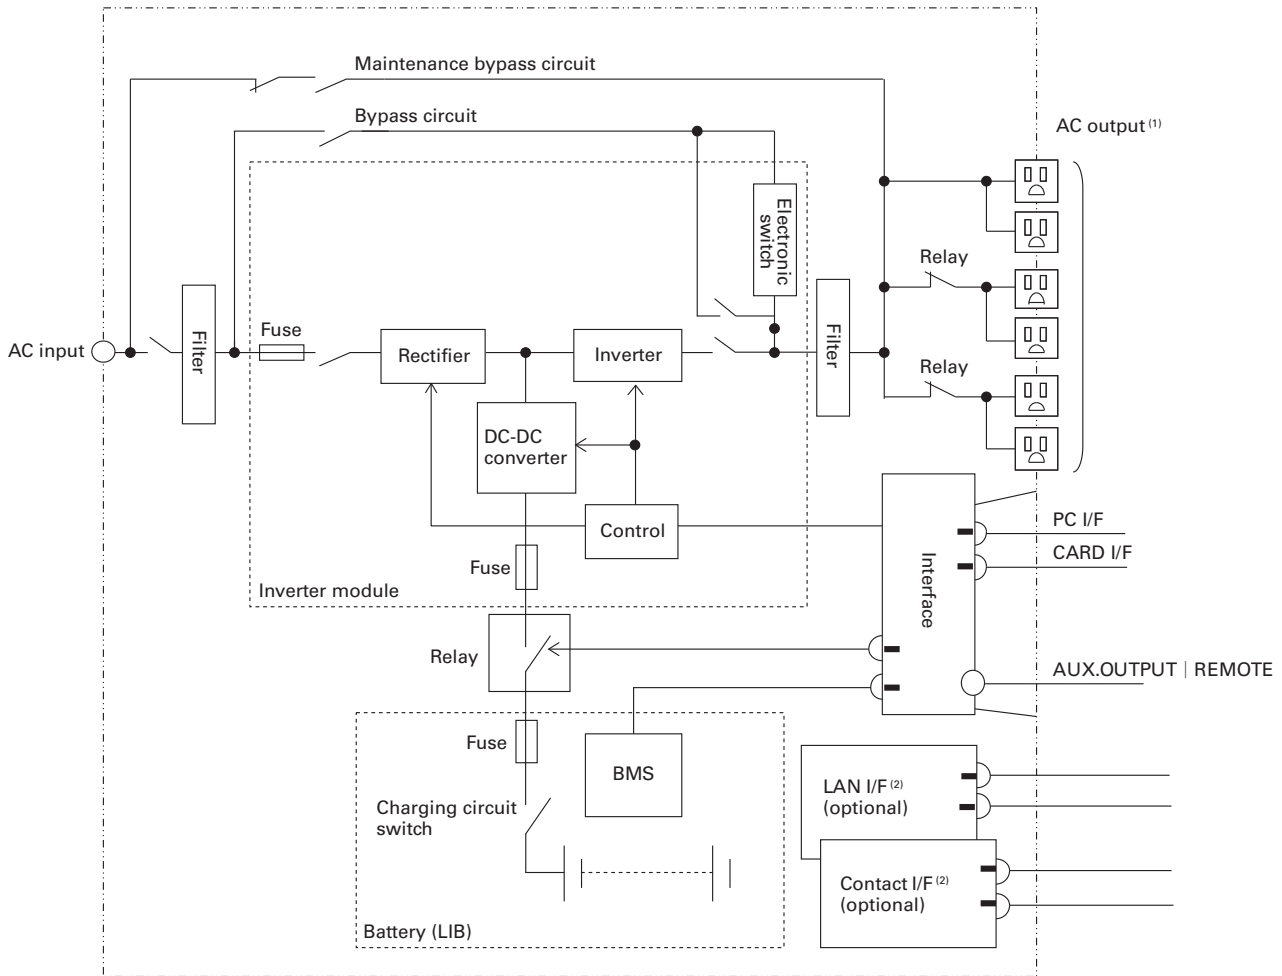 Maintenance bypass circuit
Bypass circuit
AC output (1)
Electronic
switch
Relay
AC input
Filter
Fuse
Rectifier
Inverter
Filter
Relay
DC-DC
converter
Control
PC I/F
CARD I/F
Fuse
Interface
Inverter module
Relay
AUX.OUTPUT | REMOTE
Fuse
BMS
Charging circuit
switch
LAN I/F (2)
(optional)
Contact I/F (2)
(optional)
Battery (LIB)